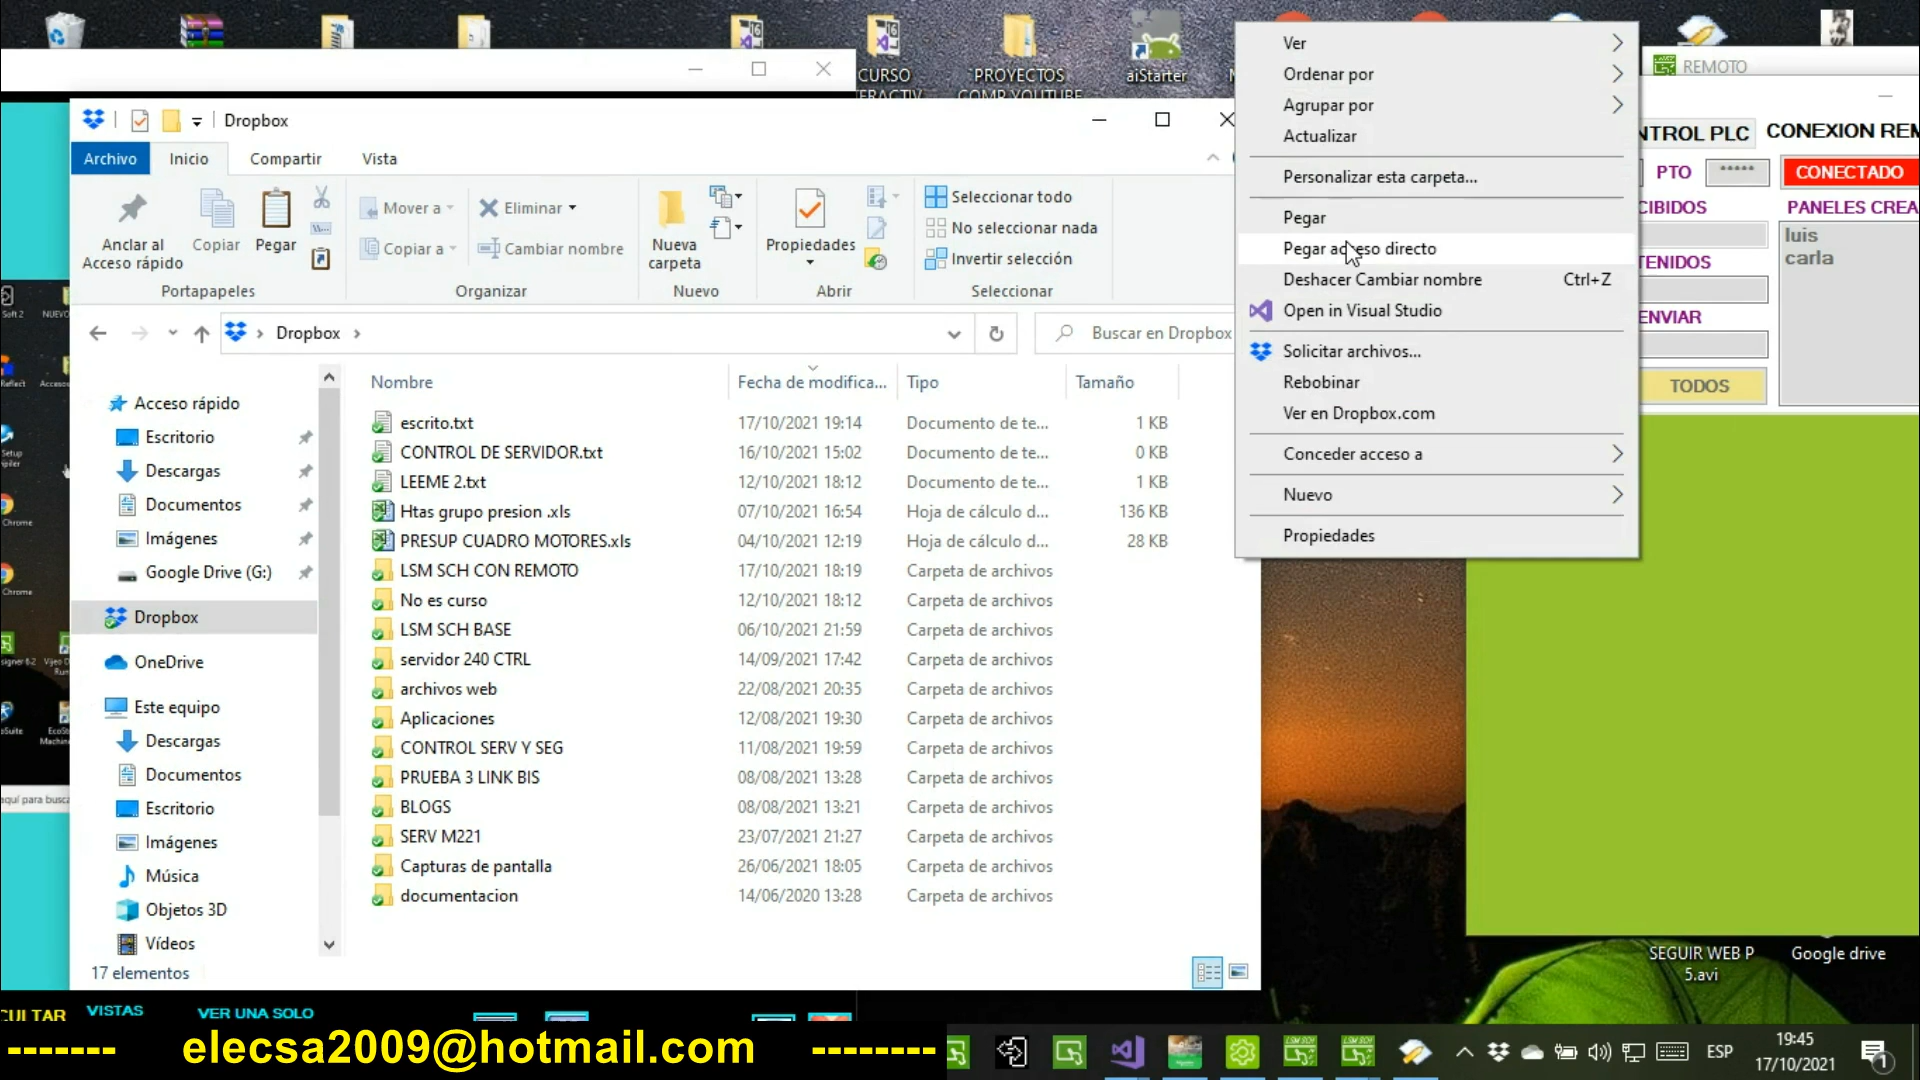 CURSO
PROYECTOS
aiStarter
COMP YOUTUBE
REMOTO
Dropbox
Archivo
Inicio
Compartir
Vista
Anclar al
Acceso rápido
Copiar
Pegar
Portapapeles
Mover a
Copiar a
Eliminar
Cambiar nombre
Organizar
Nueva
carpeta
Nuevo
Propiedades
Abrir
Seleccionar todo
No seleccionar nada
Invertir selección
Seleccionar
Dropbox
Buscar en Dropbox
Acceso rápido
Escritorio
Descargas
Documentos
Imágenes
Google Drive (G:)
Dropbox
OneDrive
Este equipo
Descargas
Documentos
Escritorio
Imágenes
Música
Objetos 3D
Vídeos
Nombre Fecha de modifica... Tipo Tamaño
escrito.txt 17/10/2021 19:14 Documento de te... 1 KB
CONTROL DE SERVIDOR.txt 16/10/2021 15:02 Documento de te... 0 KB
LEEME 2.txt 12/10/2021 18:12 Documento de te... 1 KB
Htas grupo presion .xls 07/10/2021 16:54 Hoja de cálculo d... 136 KB
PRESUP CUADRO MOTORES.xls 04/10/2021 12:19 Hoja de cálculo d... 28 KB
LSM SCH CON REMOTO 17/10/2021 18:19 Carpeta de archivos
No es curso 12/10/2021 18:12 Carpeta de archivos
LSM SCH BASE 06/10/2021 21:59 Carpeta de archivos
servidor 240 CTRL 14/09/2021 17:42 Carpeta de archivos
archivos web 22/08/2021 20:35 Carpeta de archivos
Aplicaciones 12/08/2021 19:30 Carpeta de archivos
CONTROL SERV Y SEG 11/08/2021 19:59 Carpeta de archivos
PRUEBA 3 LINK BIS 08/08/2021 13:28 Carpeta de archivos
BLOGS 08/08/2021 13:21 Carpeta de archivos
SERV M221 23/07/2021 21:27 Carpeta de archivos
Capturas de pantalla 26/06/2021 18:05 Carpeta de archivos
documentacion 14/06/2020 13:28 Carpeta de archivos
17 elementos
Ver
Ordenar por
Agrupar por
Actualizar
Personalizar esta carpeta...
Pegar
Pegar acceso directo
Deshacer Cambiar nombre Ctrl+Z
Open in Visual Studio
Solicitar archivos...
Rebobinar
Ver en Dropbox.com
Conceder acceso a
Nuevo
Propiedades
NTROL PLC CONEXION REM
PTO ***** CONECTADO
CIBIDOS PANELES CREA
luis
carla
TENIDOS
ENVIAR
TODOS
SEGUIR WEB P
5.avi
Google drive
CULTAR VISTAS VER UNA SOLO
------- elecsa2009@hotmail.com --------
ESP
19:45
17/10/2021
1